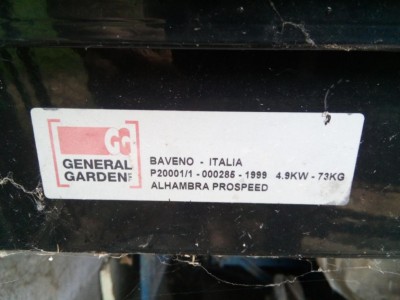 GG
GENERAL
GARDEN
BAVENO - ITALIA
P20001/1 - 000285 - 1999 4.9KW - 73KG
ALHAMBRA PROSPEED